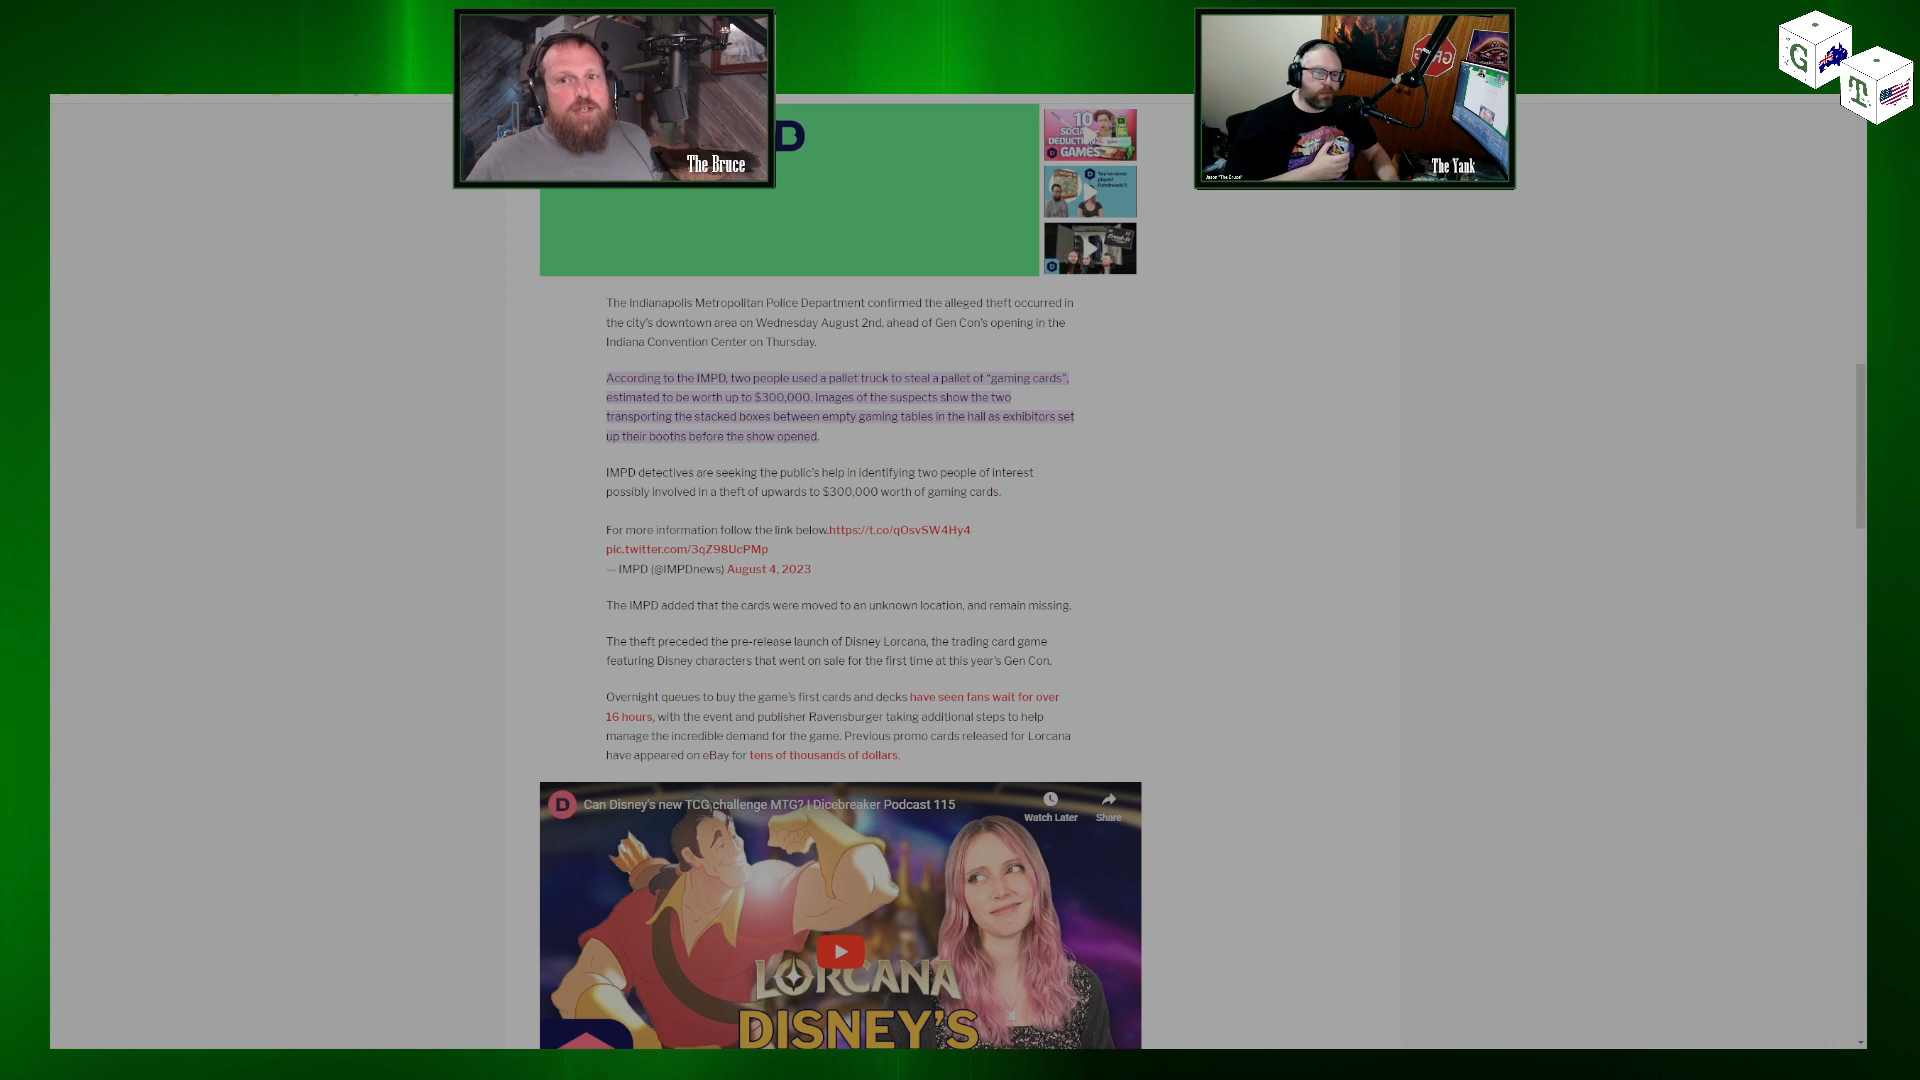 The Bruce
The Yank
Jason "The Bruce"
G
T
D
10
SOCIAL
DEDUCTION
GAMES
You've never
played
Patchwork?!
The Indianapolis Metropolitan Police Department confirmed the alleged theft occurred in
the city's downtown area on Wednesday August 2nd, ahead of Gen Con's opening in the
Indiana Convention Center on Thursday.
According to the IMPD, two people used a pallet truck to steal a pallet of “gaming cards”,
estimated to be worth up to $300,000. Images of the suspects show the two
transporting the stacked boxes between empty gaming tables in the hall as exhibitors set
up their booths before the show opened.
IMPD detectives are seeking the public's help in identifying two people of interest
possibly involved in a theft of upwards to $300,000 worth of gaming cards.
For more information follow the link below.https://t.co/qOsvSW4Hy4
pic.twitter.com/3qZ98UcPMp
— IMPD (@IMPDnews) August 4, 2023
The IMPD added that the cards were moved to an unknown location, and remain missing.
The theft preceded the pre-release launch of Disney Lorcana, the trading card game
featuring Disney characters that went on sale for the first time at this year's Gen Con.
Overnight queues to buy the game's first cards and decks have seen fans wait for over
16 hours, with the event and publisher Ravensburger taking additional steps to help
manage the incredible demand for the game. Previous promo cards released for Lorcana
have appeared on eBay for tens of thousands of dollars.
D Can Disney's new TCG challenge MTG? | Dicebreaker Podcast 115
Watch Later
Share
LORCANA
DISNEY'S